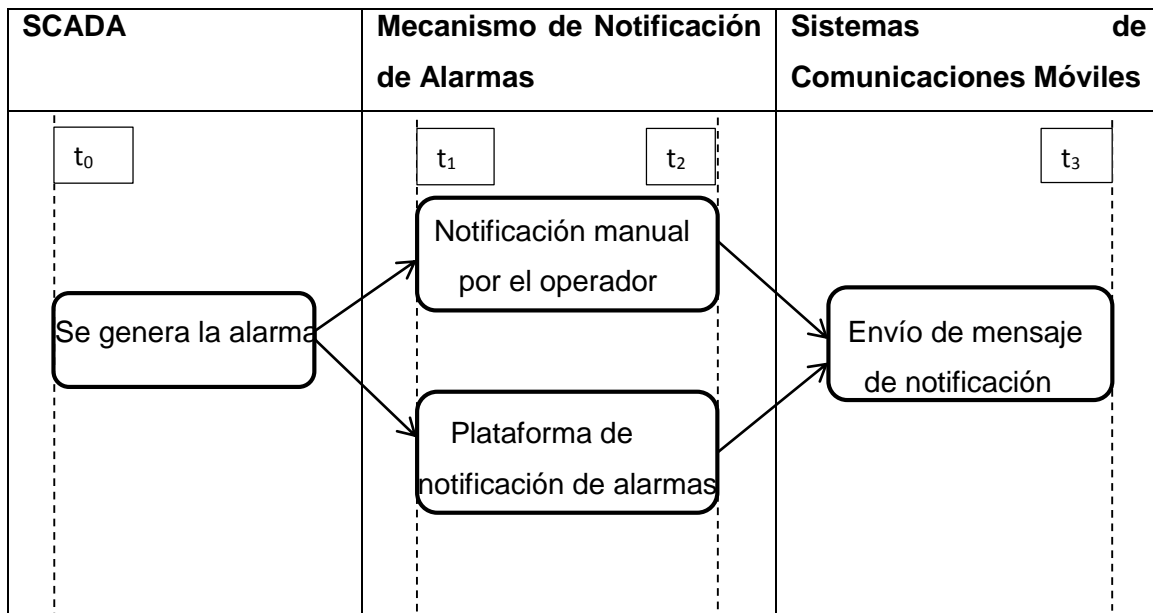 SCADA
Mecanismo de Notificación
de Alarmas
Sistemas de
Comunicaciones Móviles
t₀
t₁
t₂
t₃
Notificación manual
por el operador
Se genera la alarma
Envío de mensaje
de notificación
Plataforma de
notificación de alarmas